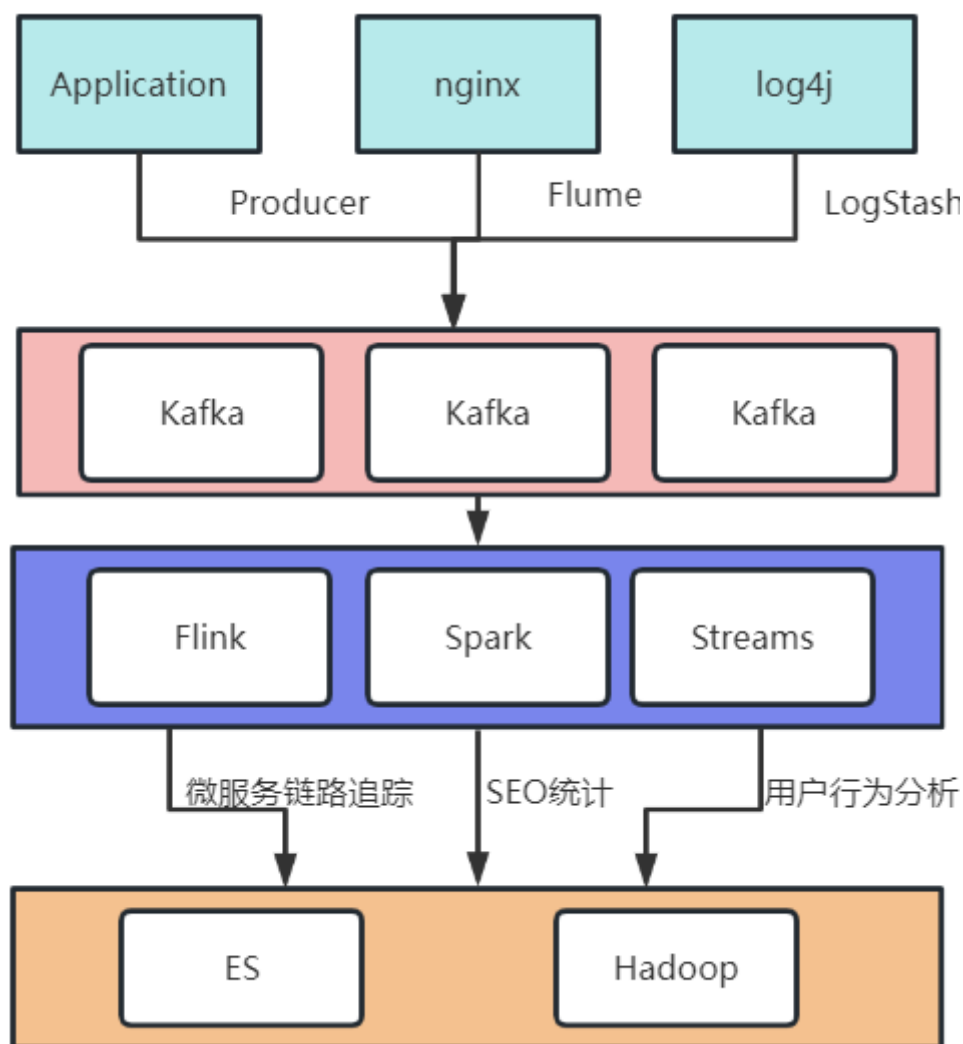 Application
nginx
log4j
Producer
Flume
LogStash
Kafka
Kafka
Kafka
Flink
Spark
Streams
微服务链路追踪
SEO统计
用户行为分析
ES
Hadoop